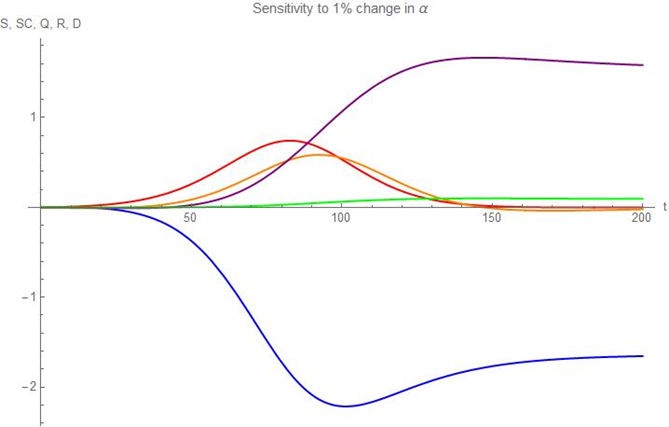 Sensitivity to 1% change in α
S, SC, Q, R, D
1
50
100
150
200
t
−1
−2